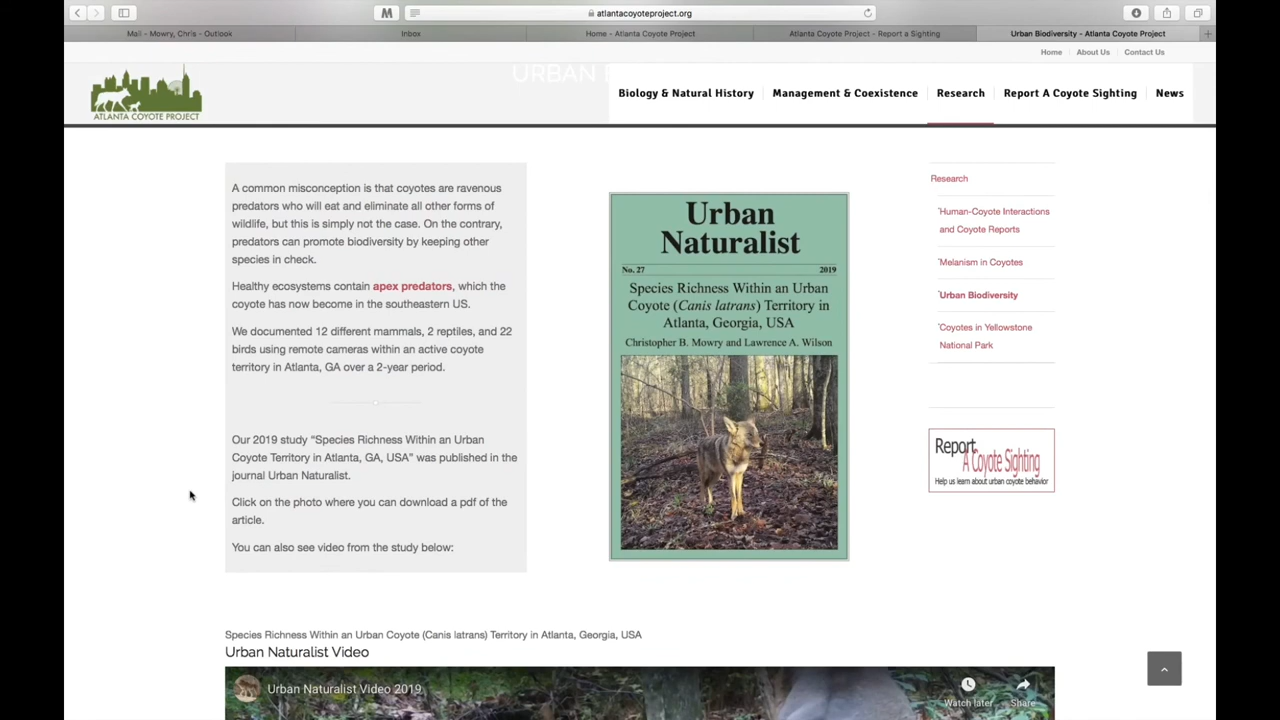 atlantacoyoteproject.org
Mail - Mowry, Chris - Outlook
Inbox
Home - Atlanta Coyote Project
Atlanta Coyote Project - Report a Sighting
Urban Biodiversity - Atlanta Coyote Project
Home
About Us
Contact Us
ATLANTA COYOTE PROJECT
URBAN
Biology & Natural History
Management & Coexistence
Research
Report A Coyote Sighting
News
A common misconception is that coyotes are ravenous
predators who will eat and eliminate all other forms of
wildlife, but this is simply not the case. On the contrary,
predators can promote biodiversity by keeping other
species in check.
Healthy ecosystems contain apex predators, which the
coyote has now become in the southeastern US.
We documented 12 different mammals, 2 reptiles, and 22
birds using remote cameras within an active coyote
territory in Atlanta, GA over a 2-year period.
Our 2019 study “Species Richness Within an Urban
Coyote Territory in Atlanta, GA, USA” was published in the
journal Urban Naturalist.
Click on the photo where you can download a pdf of the
article.
You can also see video from the study below:
Urban
Naturalist
No. 27
2019
Species Richness Within an Urban
Coyote (Canis latrans) Territory in
Atlanta, Georgia, USA
Christopher B. Mowry and Lawrence A. Wilson
Research
Human-Coyote Interactions
and Coyote Reports
Melanism in Coyotes
Urban Biodiversity
Coyotes in Yellowstone
National Park
Report
A Coyote Sighting
Help us learn about urban coyote behavior
Species Richness Within an Urban Coyote (Canis latrans) Territory in Atlanta, Georgia, USA
Urban Naturalist Video
Urban Naturalist Video 2019
Watch later
Share